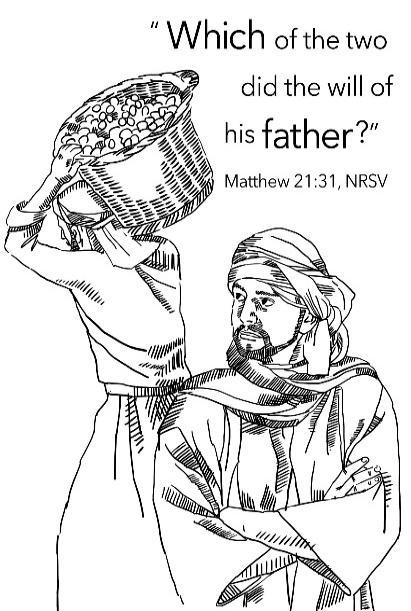 “Which of the two
did the will of
his father?”
Matthew 21:31, NRSV